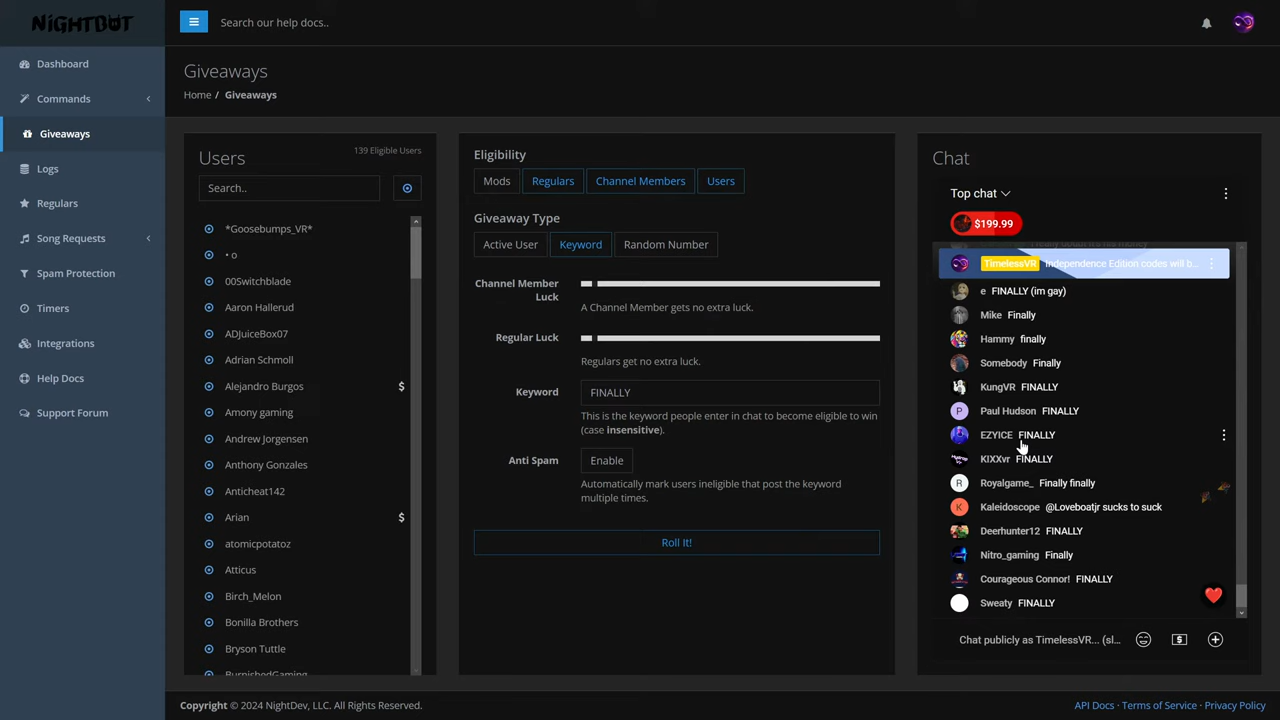 NiGHTBOT
Search our help docs..
Dashboard
Commands
Giveaways
Logs
Regulars
Song Requests
Spam Protection
Timers
Integrations
Help Docs
Support Forum
Giveaways
Home / Giveaways
Users
139 Eligible Users
Search..
*Goosebumps_VR*
• o
00Switchblade
Aaron Hallerud
ADJuiceBox07
Adrian Schmoll
Alejandro Burgos $
Amony gaming
Andrew Jorgensen
Anthony Gonzales
Anticheat142
Arian $
atomicpotatoz
Atticus
Birch_Melon
Bonilla Brothers
Bryson Tuttle
BurnishedGaming
Eligibility
Mods Regulars Channel Members Users
Giveaway Type
Active User Keyword Random Number
Channel Member
Luck
A Channel Member gets no extra luck.
Regular Luck
Regulars get no extra luck.
Keyword FINALLY
This is the keyword people enter in chat to become eligible to win
(case insensitive).
Anti Spam Enable
Automatically mark users ineligible that post the keyword
multiple times.
Roll It!
Chat
Top chat
$199.99
TimelessVR Independence Edition codes will b...
e FINALLY (im gay)
Mike Finally
Hammy finally
Somebody Finally
KungVR FINALLY
P Paul Hudson FINALLY
EZYICE FINALLY
KIXXvr FINALLY
R Royalgame_ Finally finally
K Kaleidoscope @Loveboatjr sucks to suck
Deerhunter12 FINALLY
Nitro_gaming Finally
Courageous Connor! FINALLY
Sweaty FINALLY
Chat publicly as TimelessVR... (sl...
Copyright © 2024 NightDev, LLC. All Rights Reserved.
API Docs · Terms of Service · Privacy Policy